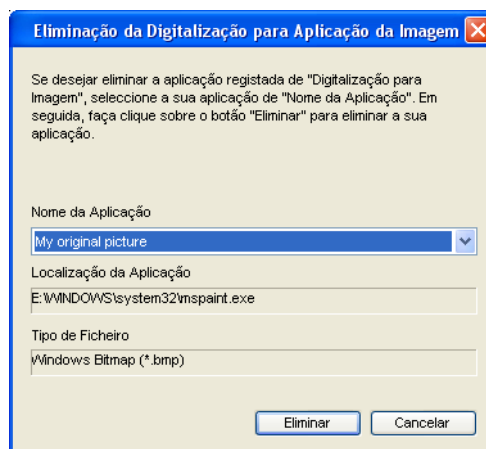 Eliminação da Digitalização para Aplicação da Imagem
Se desejar eliminar a aplicação registada de "Digitalização para
Imagem", seleccione a sua aplicação de "Nome da Aplicação". Em
seguida, faça clique sobre o botão "Eliminar" para eliminar a sua
aplicação.
Nome da Aplicação
My original picture
Localização da Aplicação
E:\WINDOWS\system32\mspaint.exe
Tipo de Ficheiro
Windows Bitmap (*.bmp)
Eliminar Cancelar